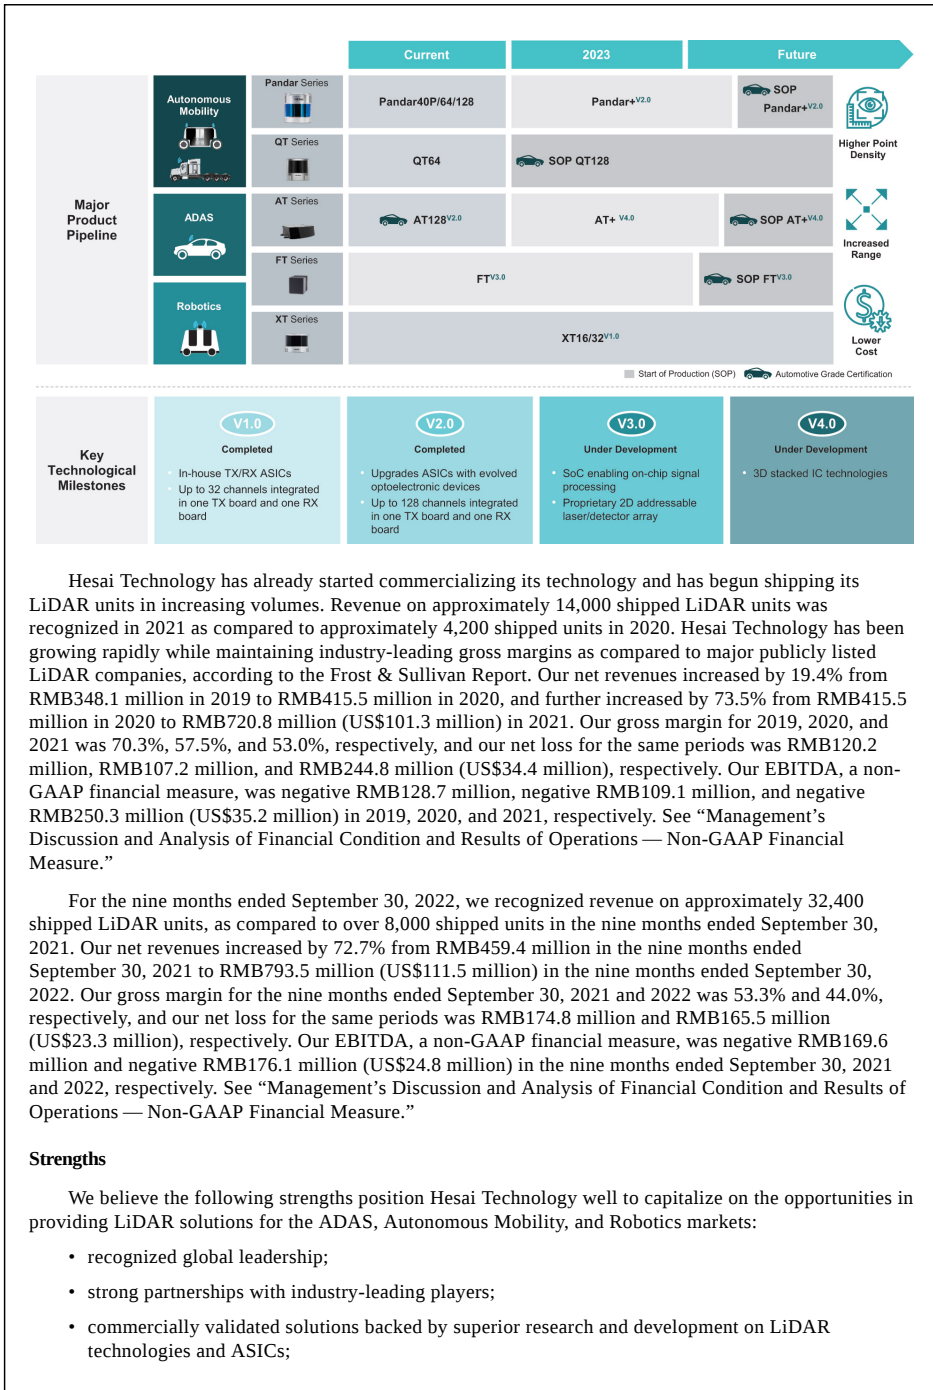 Current
2023
Future
Major
Product
Pipeline
Autonomous
Mobility
Pandar Series
Pandar40P/64/128
Pandar+V2.0
SOP
Pandar+V2.0
Higher Point
Density
QT Series
QT64
SOP QT128
ADAS
AT Series
AT128V2.0
AT+ V4.0
SOP AT+V4.0
Increased
Range
FT Series
FTV3.0
SOP FTV3.0
Robotics
XT Series
XT16/32V1.0
Lower
Cost
Start of Production (SOP)
Automotive Grade Certification
Key
Technological
Milestones
V1.0
Completed
• In-house TX/RX ASICs
• Up to 32 channels integrated
in one TX board and one RX
board
V2.0
Completed
• Upgrades ASICs with evolved
optoelectronic devices
• Up to 128 channels integrated
in one TX board and one RX
board
V3.0
Under Development
• SoC enabling on-chip signal
processing
• Proprietary 2D addressable
laser/detector array
V4.0
Under Development
• 3D stacked IC technologies
Hesai Technology has already started commercializing its technology and has begun shipping its
LiDAR units in increasing volumes. Revenue on approximately 14,000 shipped LiDAR units was
recognized in 2021 as compared to approximately 4,200 shipped units in 2020. Hesai Technology has been
growing rapidly while maintaining industry-leading gross margins as compared to major publicly listed
LiDAR companies, according to the Frost & Sullivan Report. Our net revenues increased by 19.4% from
RMB348.1 million in 2019 to RMB415.5 million in 2020, and further increased by 73.5% from RMB415.5
million in 2020 to RMB720.8 million (US$101.3 million) in 2021. Our gross margin for 2019, 2020, and
2021 was 70.3%, 57.5%, and 53.0%, respectively, and our net loss for the same periods was RMB120.2
million, RMB107.2 million, and RMB244.8 million (US$34.4 million), respectively. Our EBITDA, a non-
GAAP financial measure, was negative RMB128.7 million, negative RMB109.1 million, and negative
RMB250.3 million (US$35.2 million) in 2019, 2020, and 2021, respectively. See “Management’s
Discussion and Analysis of Financial Condition and Results of Operations — Non-GAAP Financial
Measure.”
For the nine months ended September 30, 2022, we recognized revenue on approximately 32,400
shipped LiDAR units, as compared to over 8,000 shipped units in the nine months ended September 30,
2021. Our net revenues increased by 72.7% from RMB459.4 million in the nine months ended
September 30, 2021 to RMB793.5 million (US$111.5 million) in the nine months ended September 30,
2022. Our gross margin for the nine months ended September 30, 2021 and 2022 was 53.3% and 44.0%,
respectively, and our net loss for the same periods was RMB174.8 million and RMB165.5 million
(US$23.3 million), respectively. Our EBITDA, a non-GAAP financial measure, was negative RMB169.6
million and negative RMB176.1 million (US$24.8 million) in the nine months ended September 30, 2021
and 2022, respectively. See “Management’s Discussion and Analysis of Financial Condition and Results of
Operations — Non-GAAP Financial Measure.”
Strengths
We believe the following strengths position Hesai Technology well to capitalize on the opportunities in
providing LiDAR solutions for the ADAS, Autonomous Mobility, and Robotics markets:
• recognized global leadership;
• strong partnerships with industry-leading players;
• commercially validated solutions backed by superior research and development on LiDAR
technologies and ASICs;